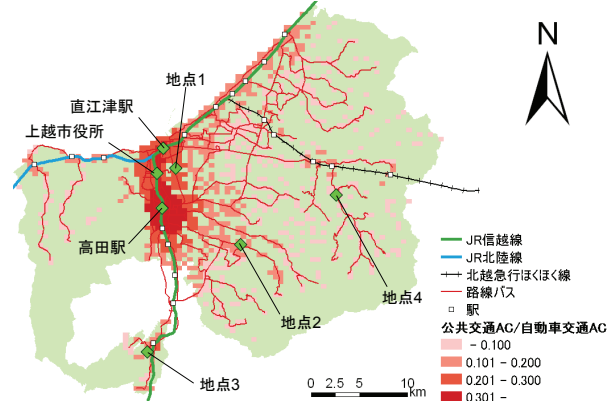 N
地点1
直江津駅
上越市役所
高田駅
地点2
地点4
地点3
JR信越線
JR北陸線
北越急行ほくほく線
路線バス
駅
公共交通AC/自動車交通AC
- 0.100
0.101 - 0.200
0.201 - 0.300
0.301 -
0 2.5 5 10 km